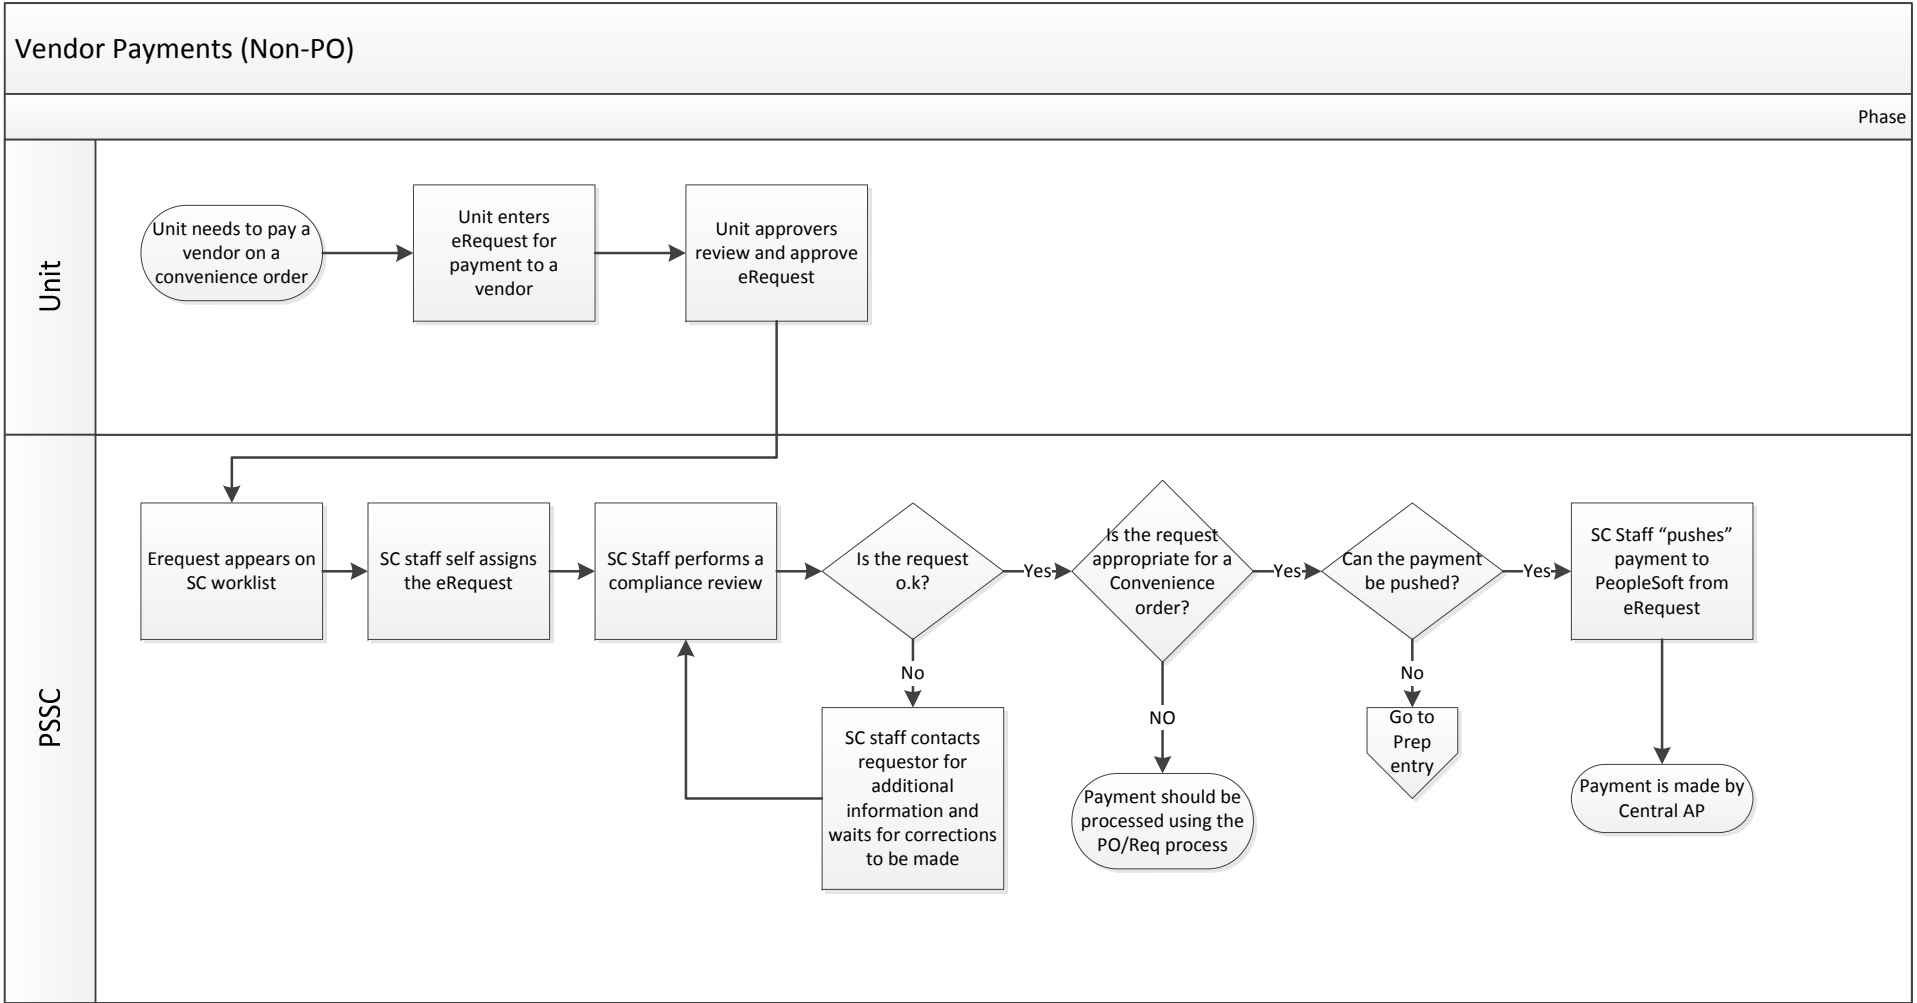 Vendor Payments (Non-PO)
Phase
Unit
Unit needs to pay a
vendor on a
convenience order
Unit enters
eRequest for
payment to a
vendor
Unit approvers
review and approve
eRequest
PSSC
Erequest appears on
SC worklist
SC staff self assigns
the eRequest
SC Staff performs a
compliance review
Is the request
o.k?
Yes
Is the request
appropriate for a
Convenience
order?
Yes
Can the payment
be pushed?
Yes
SC Staff “pushes”
payment to
PeopleSoft from
eRequest
No
SC staff contacts
requestor for
additional
information and
waits for corrections
to be made
NO
Payment should be
processed using the
PO/Req process
No
Go to
Prep
entry
Payment is made by
Central AP